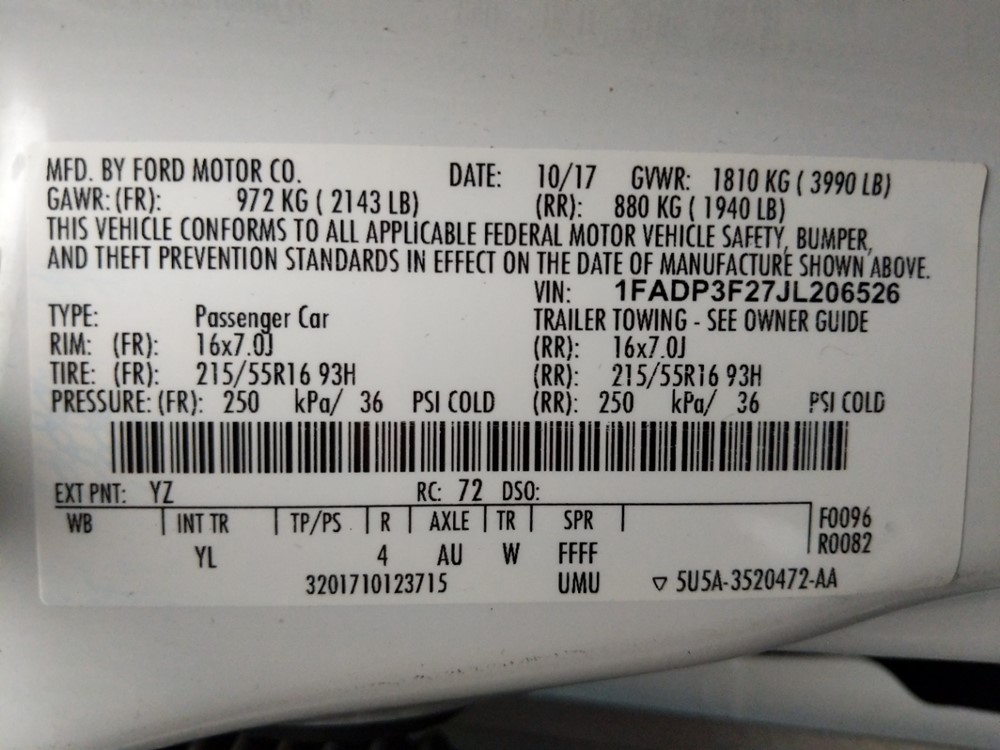 MFD. BY FORD MOTOR CO. DATE: 10/17 GVWR: 1810 KG ( 3990 LB)
GAWR: (FR): 972 KG ( 2143 LB) (RR): 880 KG ( 1940 LB)
THIS VEHICLE CONFORMS TO ALL APPLICABLE FEDERAL MOTOR VEHICLE SAFETY, BUMPER,
AND THEFT PREVENTION STANDARDS IN EFFECT ON THE DATE OF MANUFACTURE SHOWN ABOVE.
VIN: 1FADP3F27JL206526
TYPE: Passenger Car TRAILER TOWING - SEE OWNER GUIDE
RIM: (FR): 16x7.0J (RR): 16x7.0J
TIRE: (FR): 215/55R16 93H (RR): 215/55R16 93H
PRESSURE: (FR): 250 kPa/ 36 PSI COLD (RR): 250 kPa/ 36 PSI COLD
EXT PNT: YZ RC: 72 DSO:
WB INT TR TP/PS R AXLE TR SPR F0096
R0082
YL 4 AU W FFFF
3201710123715 UMU ▽ 5U5A-3520472-AA